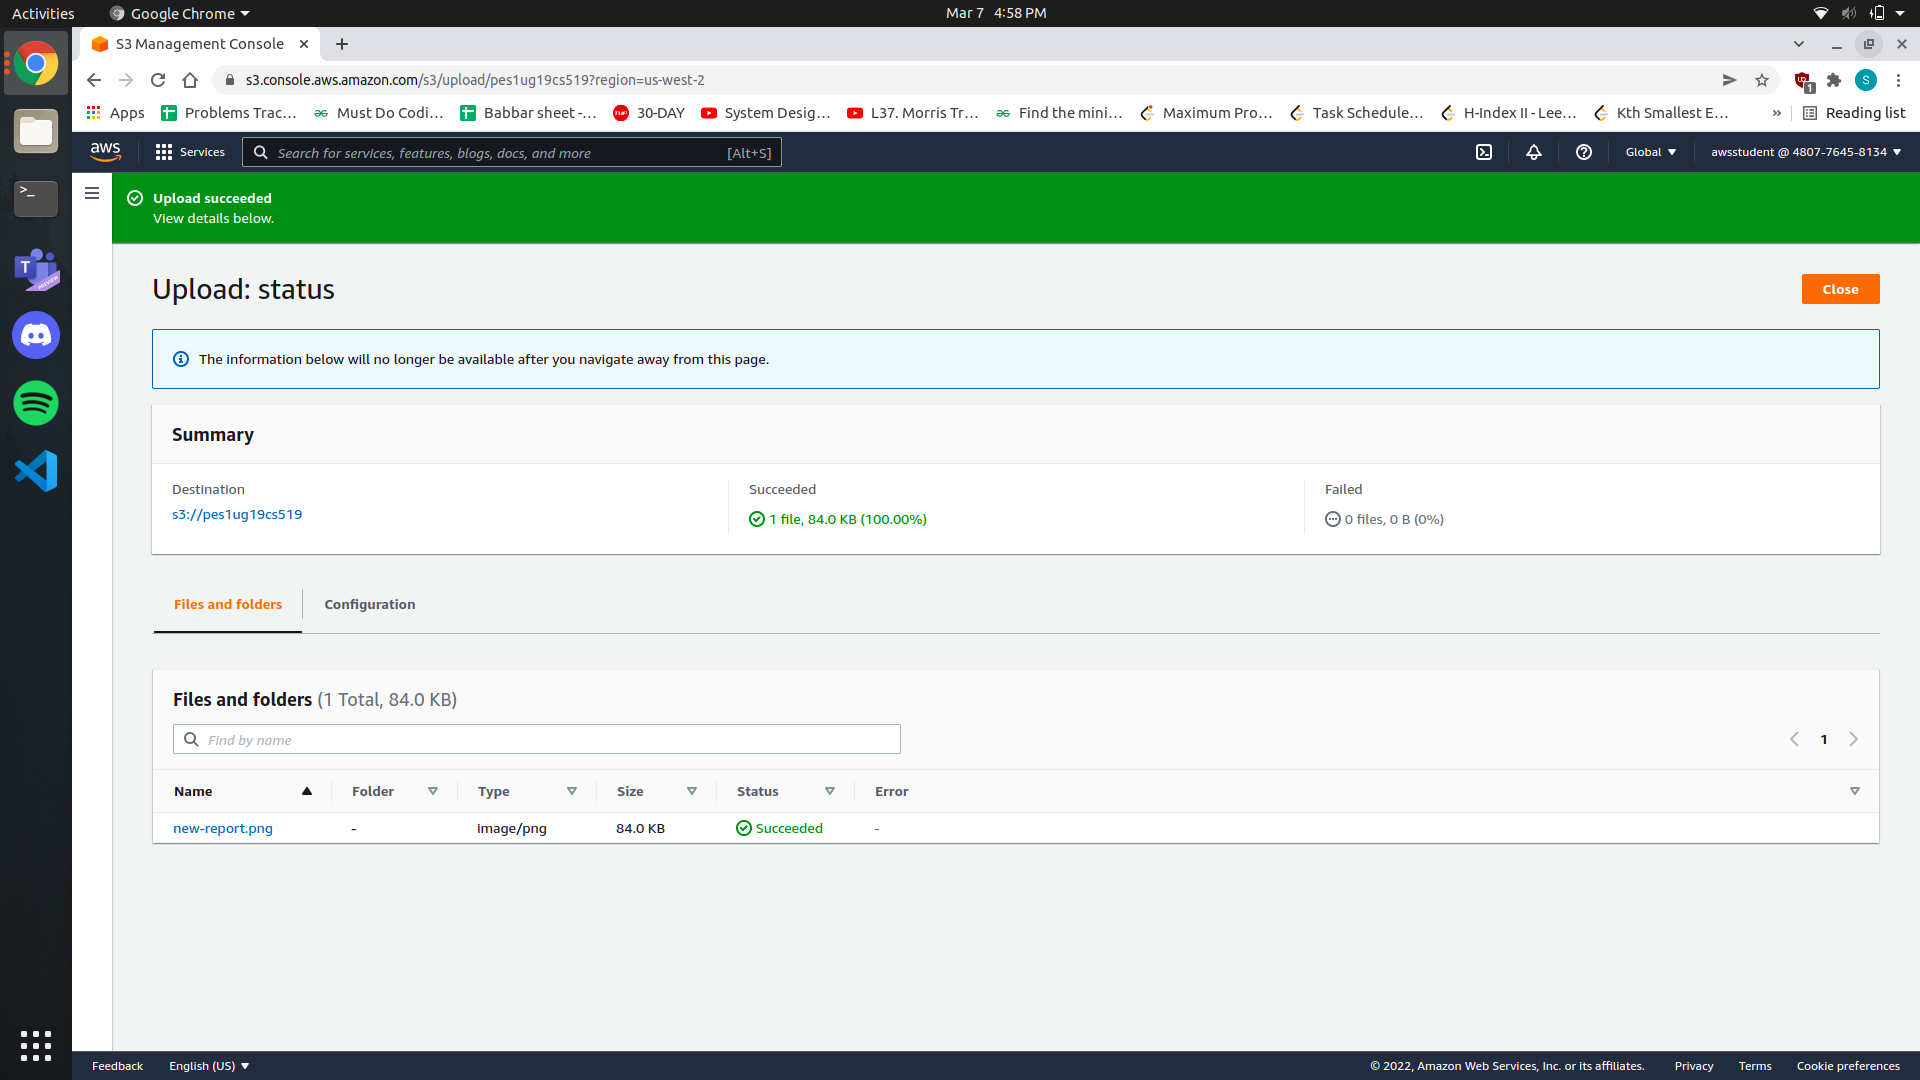 Activities
Google Chrome
Mar 7 4:58 PM
S3 Management Console
s3.console.aws.amazon.com/s3/upload/pes1ug19cs519?region=us-west-2
1
S
Apps
Problems Trac...
Must Do Codi...
Babbar sheet -...
30-DAY
System Desig...
L37. Morris Tr...
Find the mini...
Maximum Pro...
Task Schedule...
H-Index II - Lee...
Kth Smallest E...
»
Reading list
aws
Services
Search for services, features, blogs, docs, and more
[Alt+S]
Global
awsstudent @ 4807-7645-8134
Upload succeeded
View details below.
Upload: status
Close
The information below will no longer be available after you navigate away from this page.
Summary
Destination
s3://pes1ug19cs519
Succeeded
1 file, 84.0 KB (100.00%)
Failed
0 files, 0 B (0%)
Files and folders
Configuration
Files and folders (1 Total, 84.0 KB)
Find by name
1
Name Folder Type Size Status Error
new-report.png - image/png 84.0 KB Succeeded -
Feedback
English (US)
© 2022, Amazon Web Services, Inc. or its affiliates.
Privacy
Terms
Cookie preferences